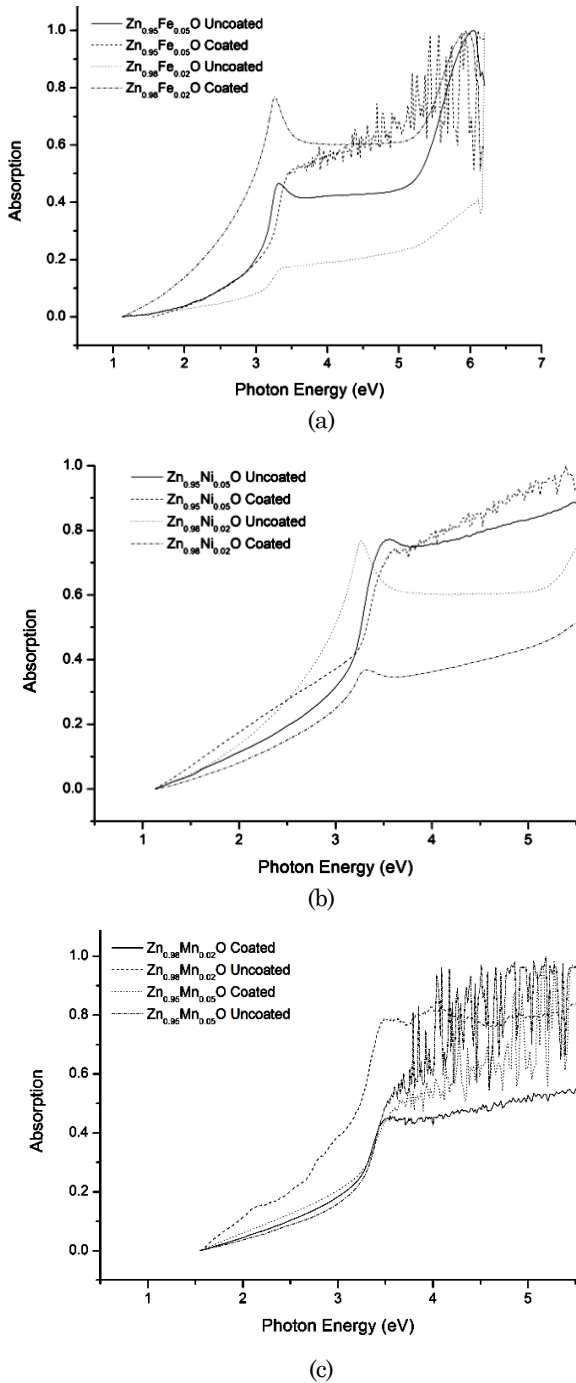 Zn0.95Fe0.05O Uncoated
Zn0.95Fe0.05O Coated
Zn0.98Fe0.02O Uncoated
Zn0.98Fe0.02O Coated
1.0
0.8
0.6
0.4
0.2
0.0
Absorption
0 1 2 3 4 5 6 7
Photon Energy (eV)
(a)
Zn0.95Ni0.05O Uncoated
Zn0.95Ni0.05O Coated
Zn0.98Ni0.02O Uncoated
Zn0.98Ni0.02O Coated
1.0
0.8
0.6
0.4
0.2
0.0
Absorption
1 2 3 4 5
Photon Energy (eV)
(b)
Zn0.98Mn0.02O Coated
Zn0.98Mn0.02O Uncoated
Zn0.95Mn0.05O Coated
Zn0.95Mn0.05O Uncoated
1.0
0.8
0.6
0.4
0.2
0.0
Absorption
1 2 3 4 5
Photon Energy (eV)
(c)